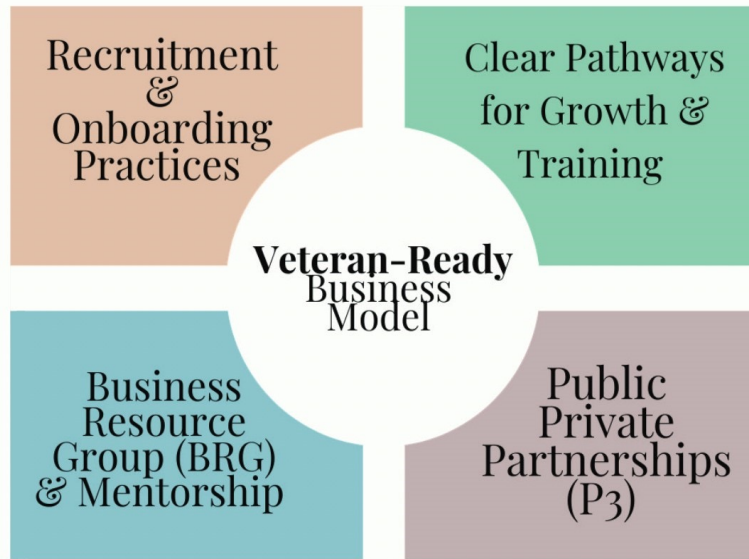 Recruitment
&
Onboarding
Practices
Clear Pathways
for Growth &
Training
Veteran-Ready
Business
Model
Business
Resource
Group (BRG)
& Mentorship
Public
Private
Partnerships
(P3)